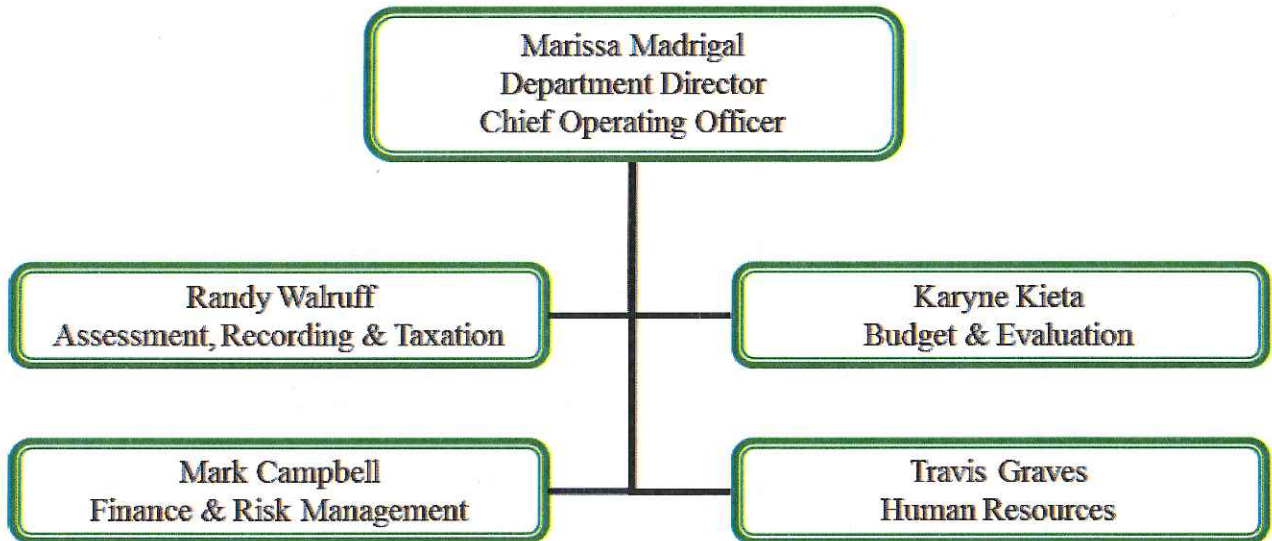 Marissa Madrigal
Department Director
Chief Operating Officer
Randy Walruff
Assessment, Recording & Taxation
Karyne Kieta
Budget & Evaluation
Mark Campbell
Finance & Risk Management
Travis Graves
Human Resources